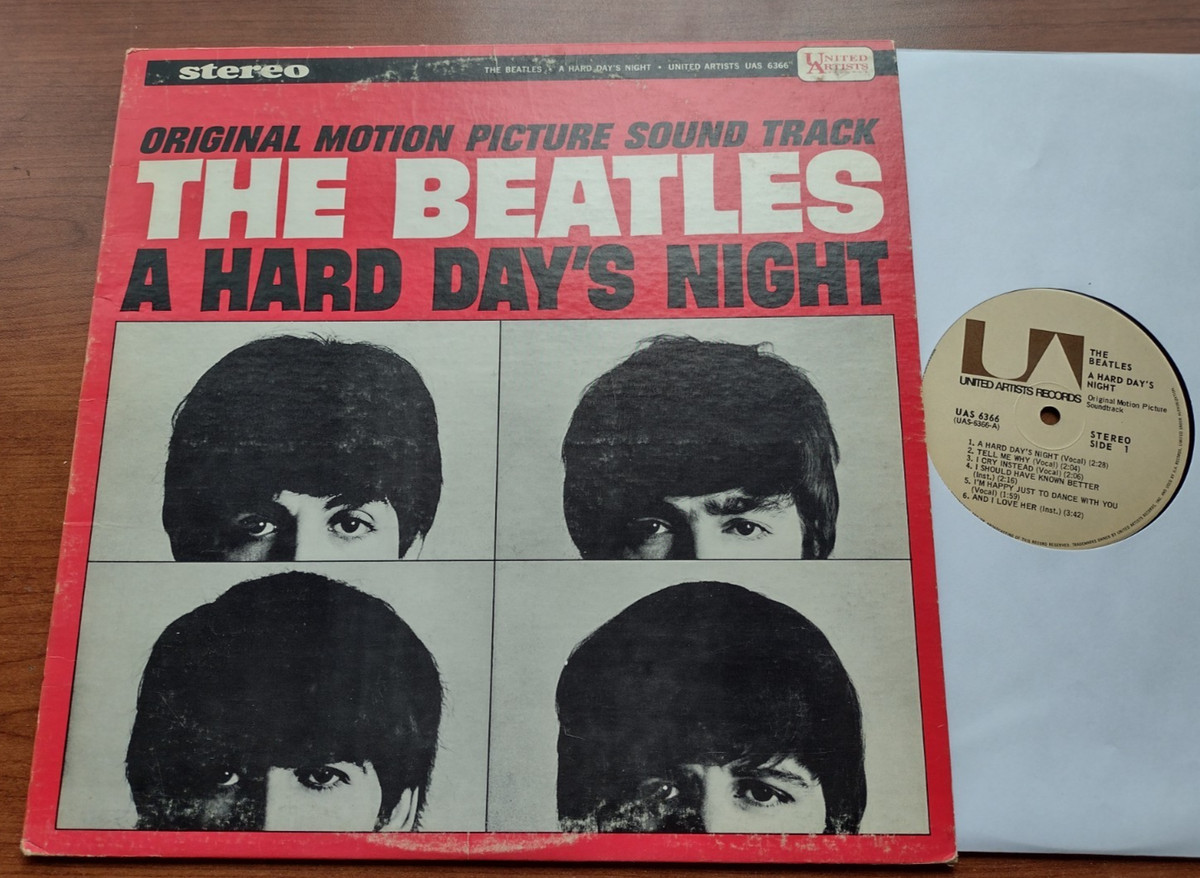 stereo
THE BEATLES • A HARD DAY'S NIGHT • UNITED ARTISTS UAS 6366
UNITED
ARTISTS
ORIGINAL MOTION PICTURE SOUND TRACK
THE BEATLES
A HARD DAY'S NIGHT
UA
UNITED ARTISTS RECORDS
THE
BEATLES
A HARD DAY'S
NIGHT
Original Motion Picture
Soundtrack
UAS 6366
(UAS-6366-A)
STEREO
SIDE 1
1. A HARD DAY'S NIGHT (Vocal) (2:28)
2. TELL ME WHY (Vocal) (2:04)
3. I CRY INSTEAD (Vocal) (2:06)
4. I SHOULD HAVE KNOWN BETTER
(Inst.) (2:16)
5. I'M HAPPY JUST TO DANCE WITH YOU
(Vocal) (1:59)
6. AND I LOVE HER (Inst.) (3:42)